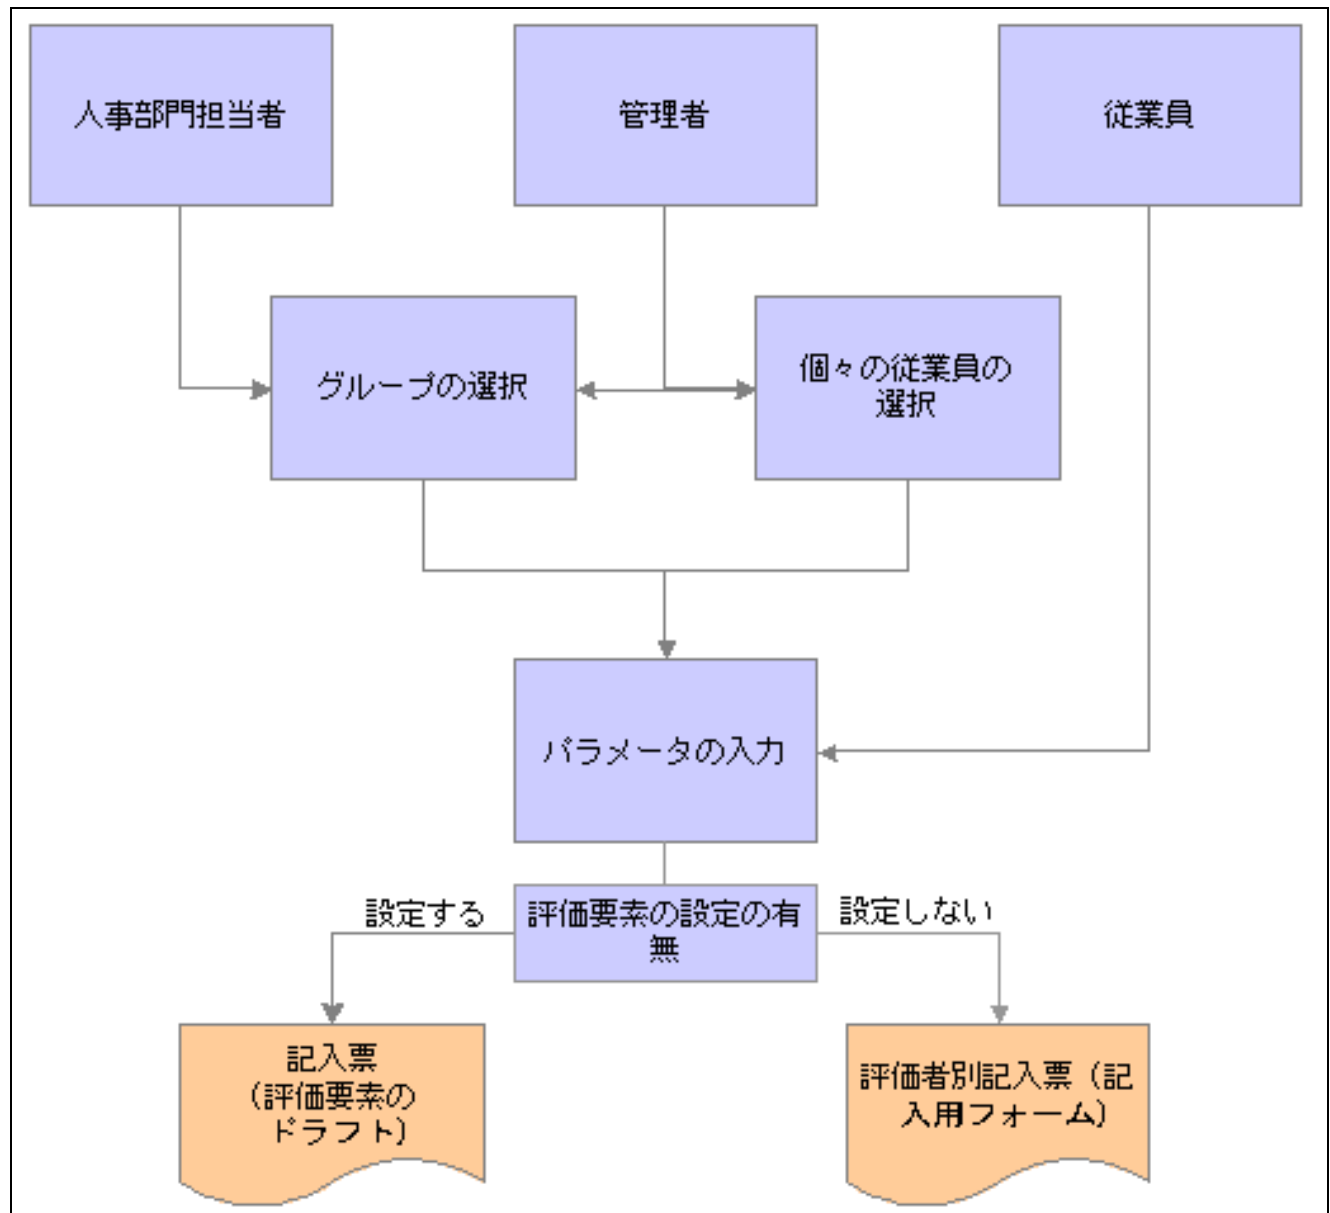 人事部門担当者
管理者
従業員
グループの選択
個々の従業員の
選択
パラメータの入力
設定する
評価要素の設定の有
無
設定しない
記入票
(評価要素の
ドラフト)
評価者別記入票（記
入用フォーム）